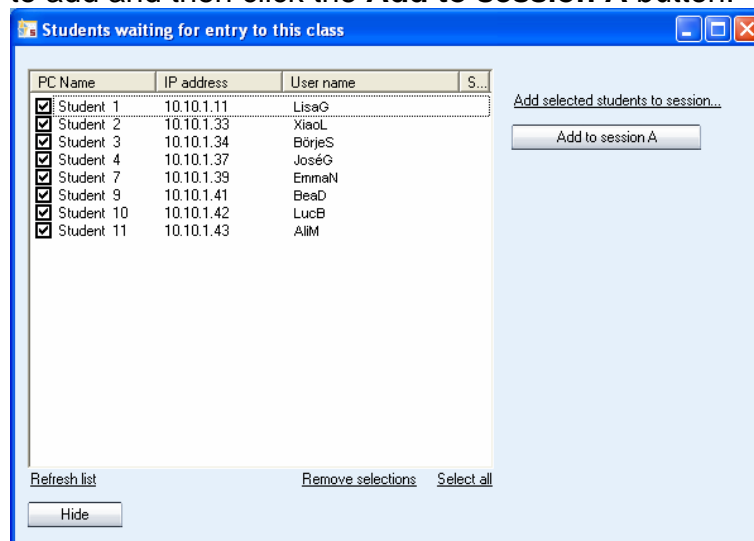 to add and then click the Add to session A button.
Students waiting for entry to this class
PC Name IP address User name S...
Student 1 10.10.1.11 LisaG
Student 2 10.10.1.33 XiaoL
Student 3 10.10.1.34 BörjeS
Student 4 10.10.1.37 JoséG
Student 7 10.10.1.39 EmmaN
Student 9 10.10.1.41 BeaD
Student 10 10.10.1.42 LucB
Student 11 10.10.1.43 AliM
Add selected students to session...
Add to session A
Refresh list Remove selections Select all
Hide